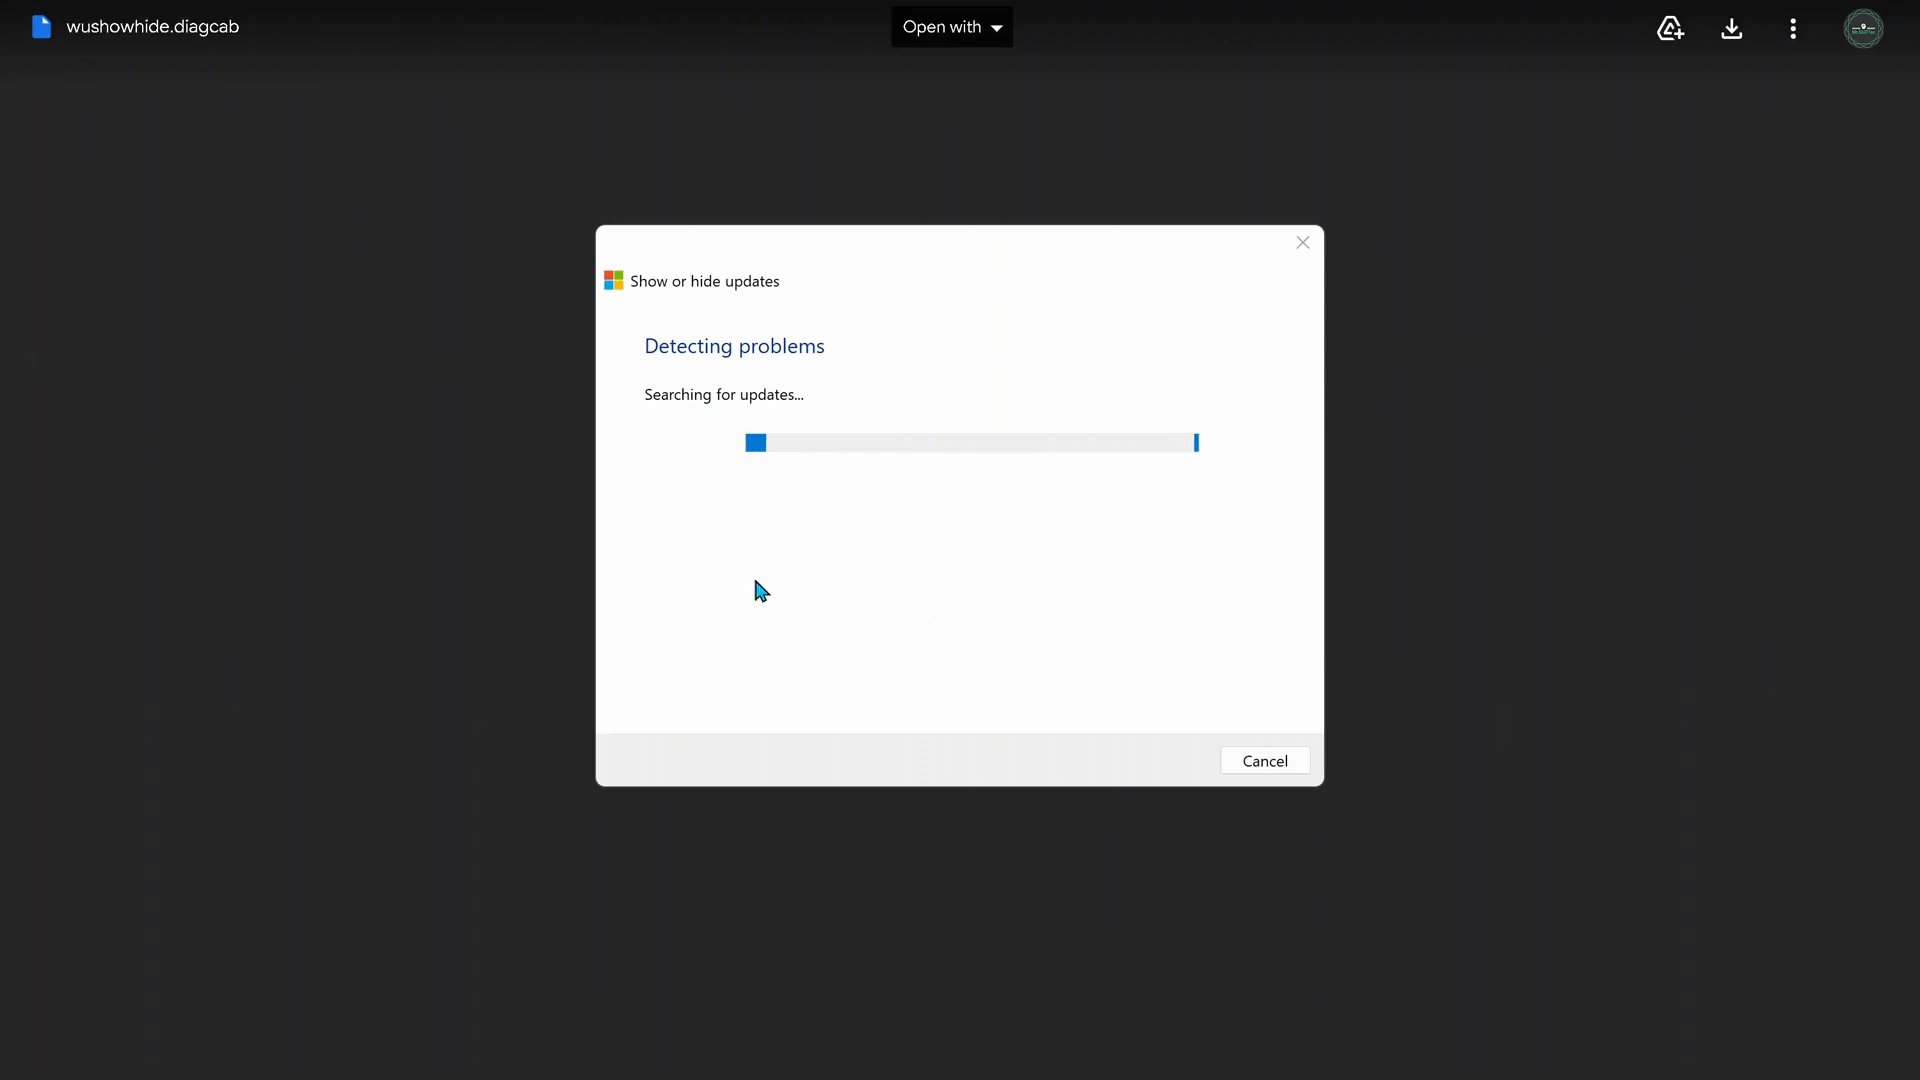 wushowhide.diagcab
Open with
Show or hide updates
Detecting problems
Searching for updates...
Cancel